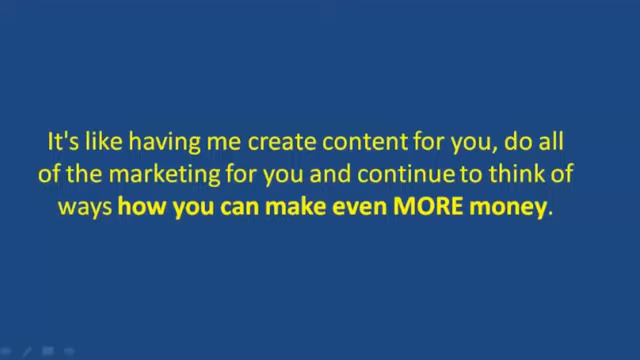 It's like having me create content for you, do all
of the marketing for you and continue to think of
ways how you can make even MORE money.